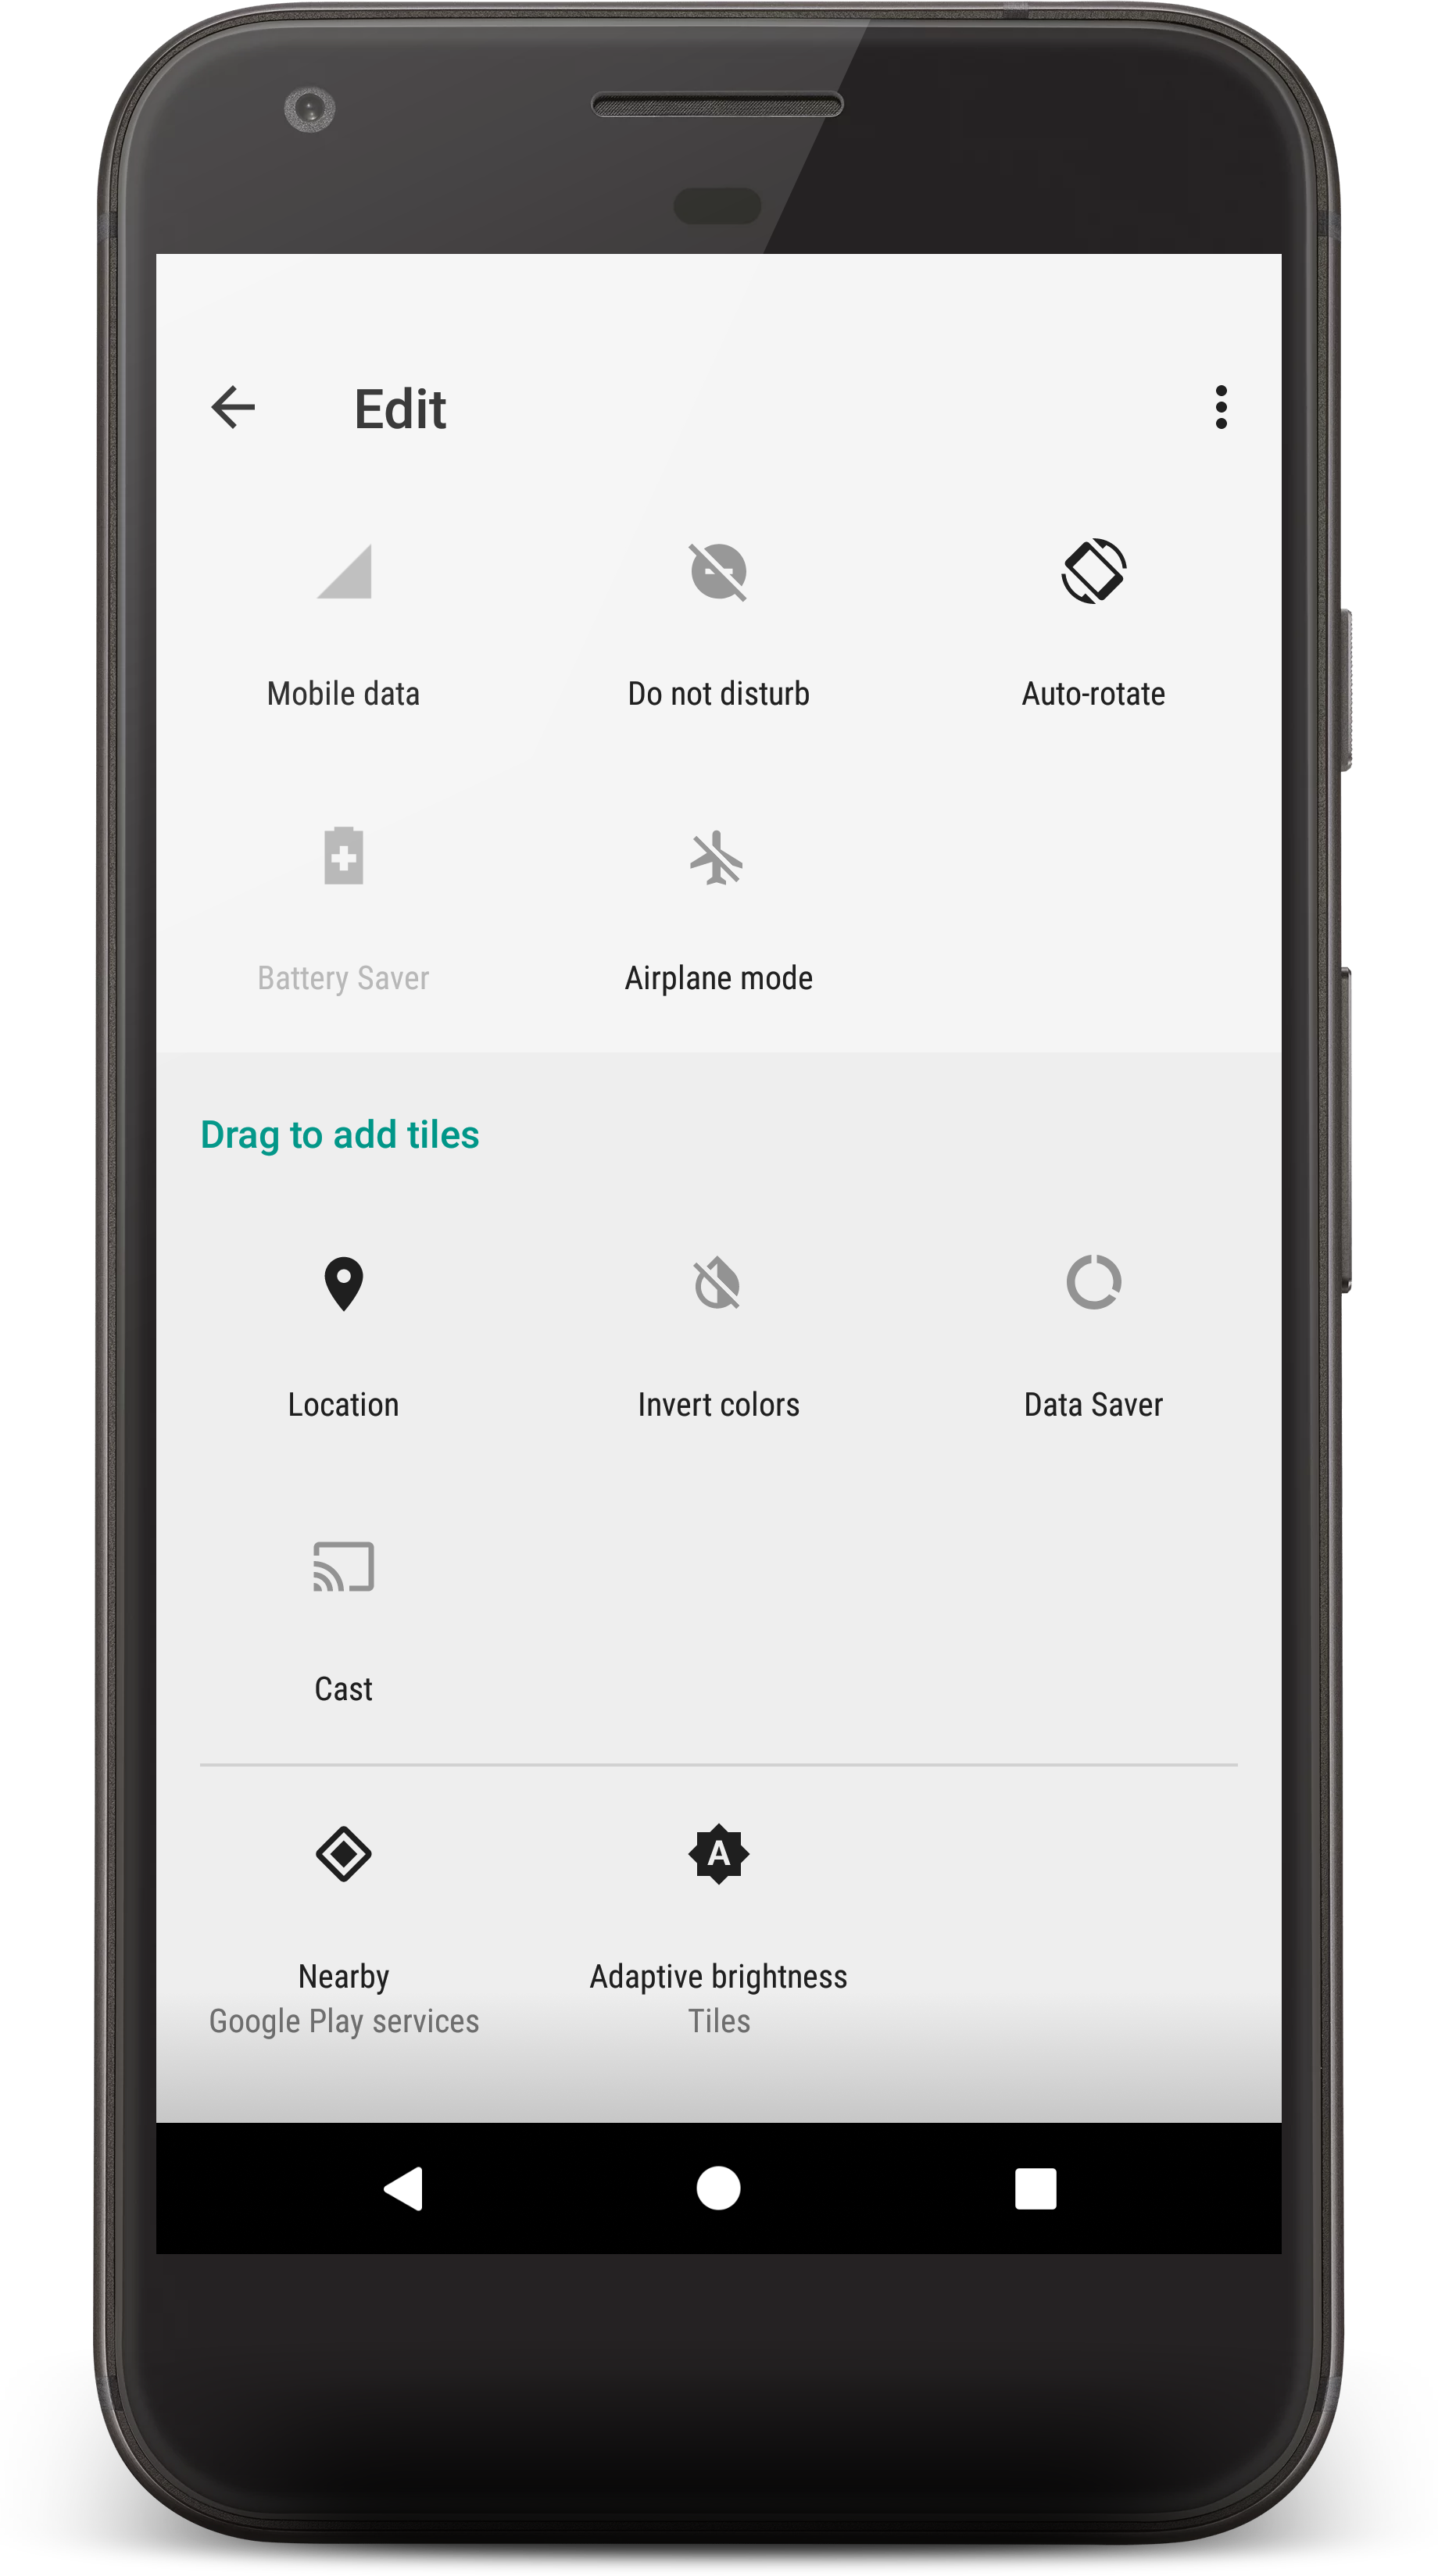 Edit
Mobile data
Do not disturb
Auto-rotate
Battery Saver
Airplane mode
Drag to add tiles
Location
Invert colors
Data Saver
Cast
Nearby
Google Play services
A
Adaptive brightness
Tiles